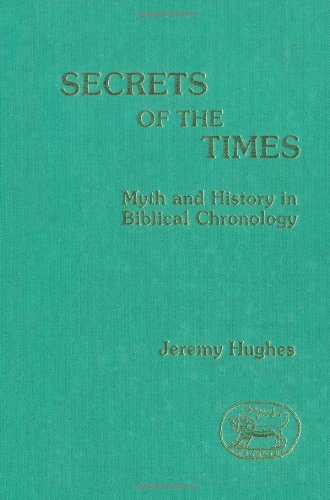 SECRETS
OF THE
TIMES
Myth and History in
Biblical Chronology
Jeremy Hughes